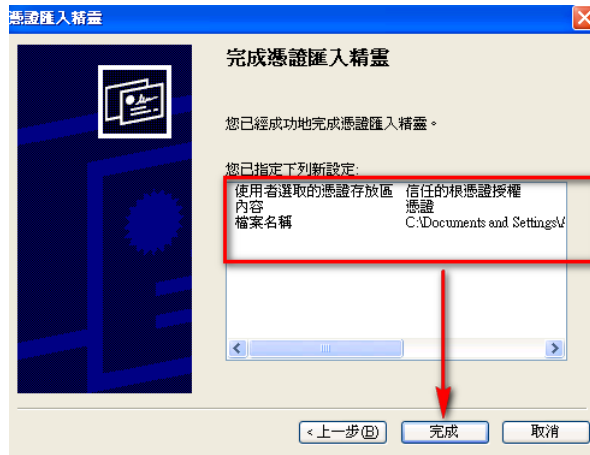 憑證匯入精靈
完成憑證匯入精靈
您已經成功地完成憑證匯入精靈。
您已指定下列新設定:
使用者選取的憑證存放區 信任的根憑證授權
內容 憑證
檔案名稱 C:\Documents and Settings\A
<上一步(B) 完成 取消